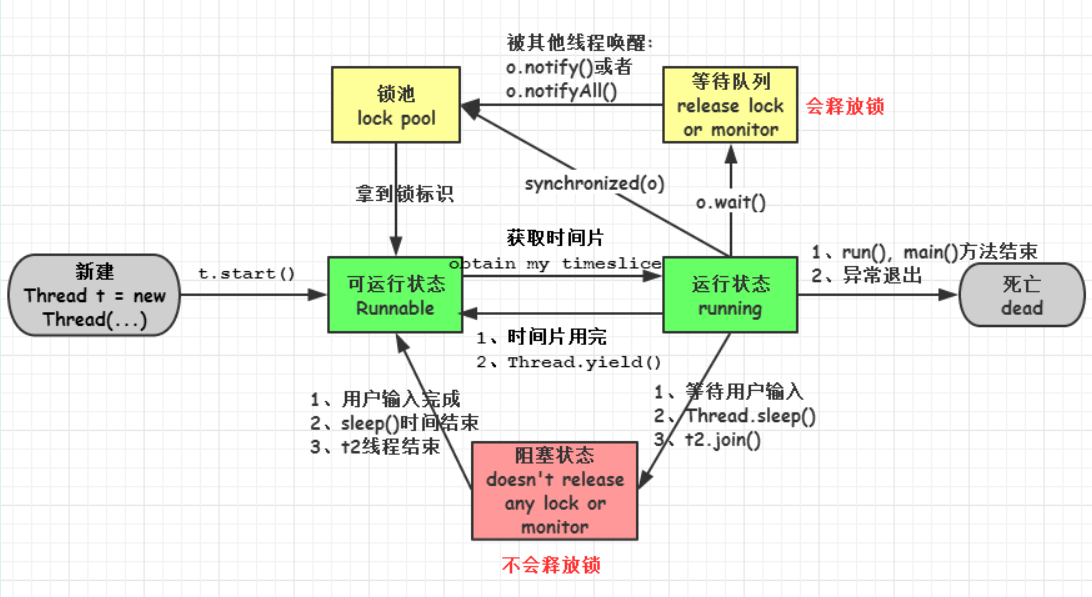 被其他线程唤醒:
o.notify()或者
o.notifyAll()
锁池
lock pool
等待队列
release lock
or monitor
会释放锁
synchronized(o)
o.wait()
拿到锁标识
获取时间片
obtain my timeslice
新建
Thread t = new
Thread(...)
t.start()
可运行状态
Runnable
运行状态
running
1、run(), main()方法结束
2、异常退出
死亡
dead
1、时间片用完
2、Thread.yield()
1、用户输入完成
2、sleep()时间结束
3、t2线程结束
1、等待用户输入
2、Thread.sleep()
3、t2.join()
阻塞状态
doesn't release
any lock or
monitor
不会释放锁